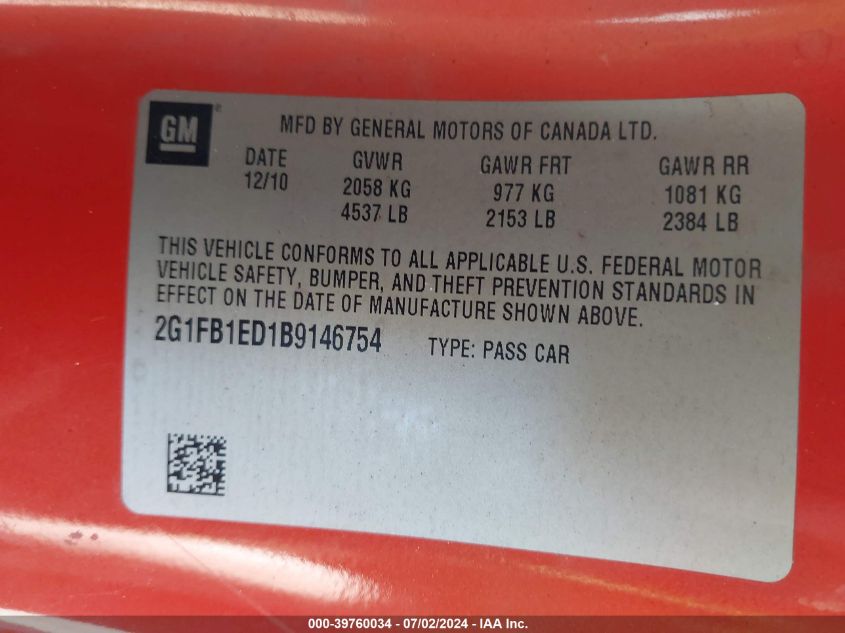 GM
MFD BY GENERAL MOTORS OF CANADA LTD.
DATE GVWR GAWR FRT GAWR RR
12/10 2058 KG 977 KG 1081 KG
4537 LB 2153 LB 2384 LB
THIS VEHICLE CONFORMS TO ALL APPLICABLE U.S. FEDERAL MOTOR
VEHICLE SAFETY, BUMPER, AND THEFT PREVENTION STANDARDS IN
EFFECT ON THE DATE OF MANUFACTURE SHOWN ABOVE.
2G1FB1ED1B9146754 TYPE: PASS CAR
000-39760034 - 07/02/2024 - IAA, Inc.